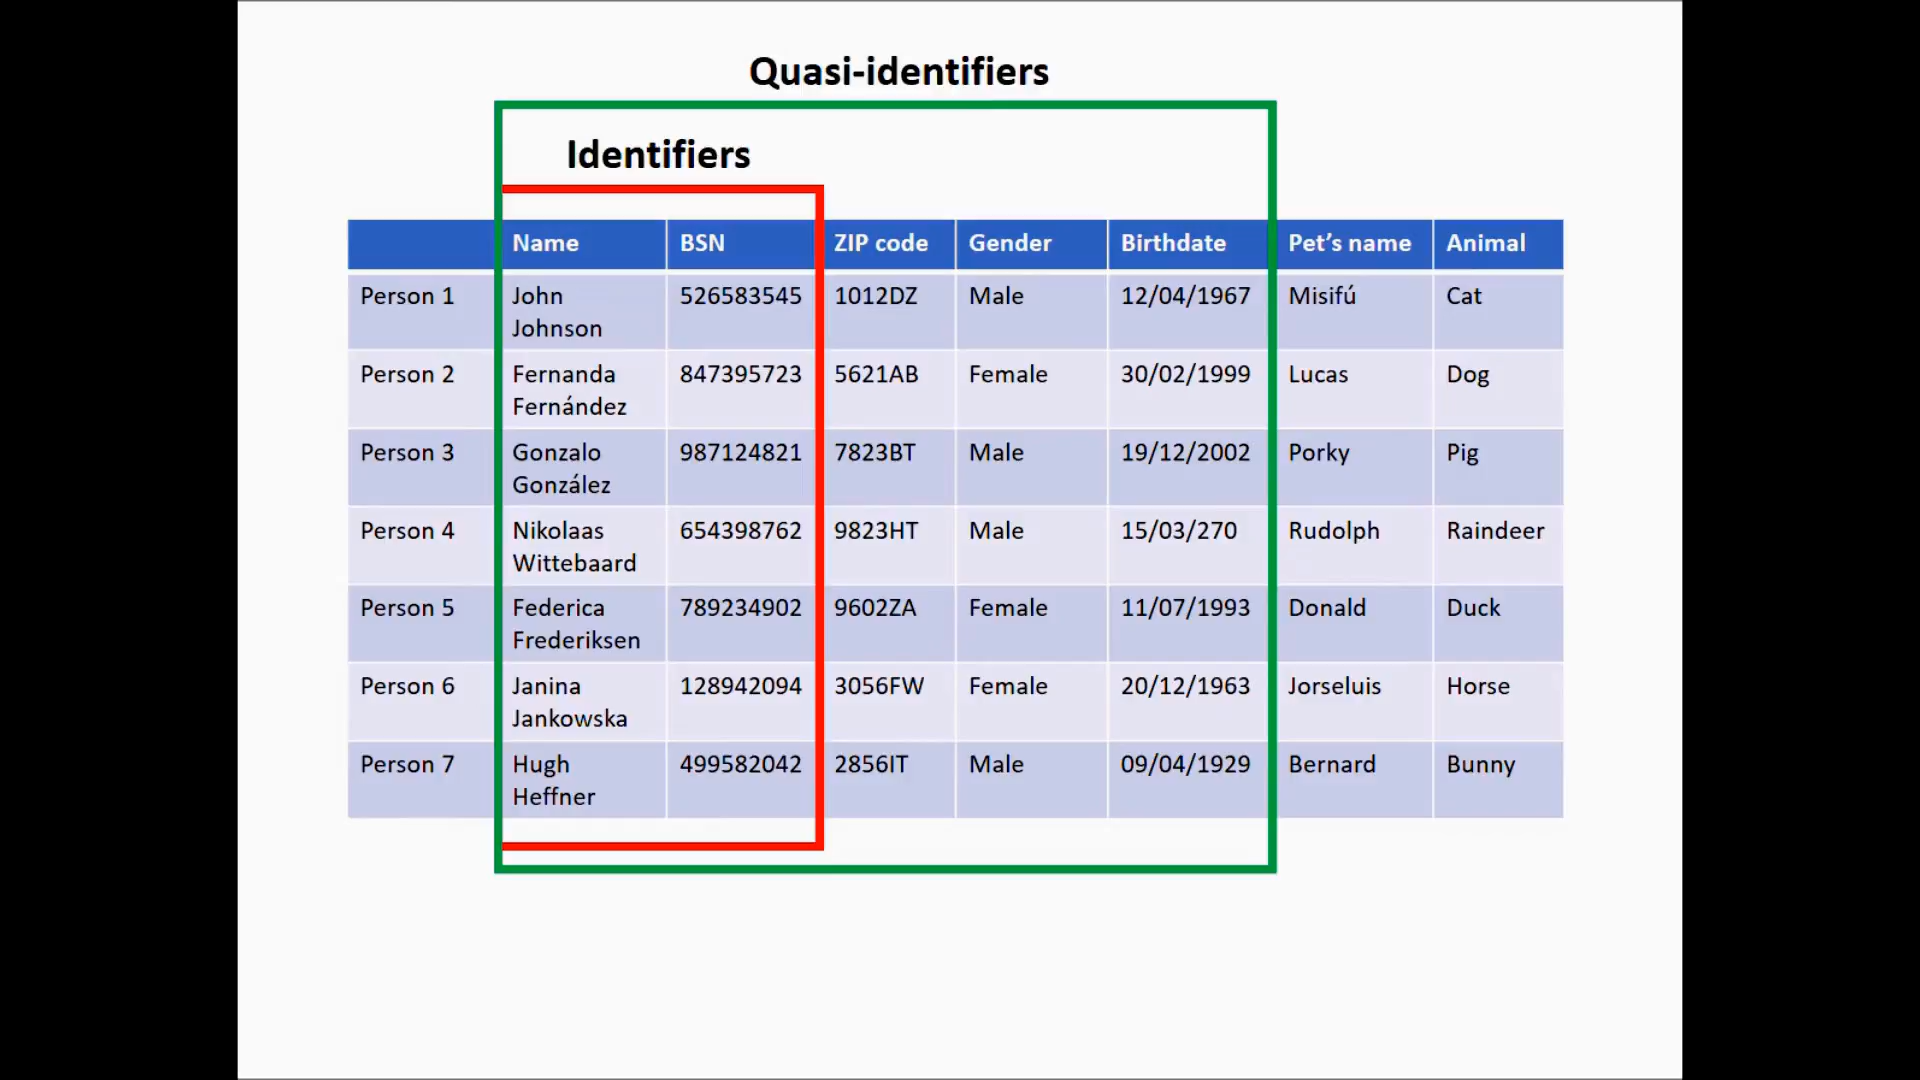 Quasi-identifiers
Identifiers
Name BSN ZIP code Gender Birthdate Pet's name Animal
Person 1 John Johnson 526583545 1012DZ Male 12/04/1967 Misifú Cat
Person 2 Fernanda Fernández 847395723 5621AB Female 30/02/1999 Lucas Dog
Person 3 Gonzalo González 987124821 7823BT Male 19/12/2002 Porky Pig
Person 4 Nikolaas Wittebaard 654398762 9823HT Male 15/03/270 Rudolph Raindeer
Person 5 Federica Frederiksen 789234902 9602ZA Female 11/07/1993 Donald Duck
Person 6 Janina Jankowska 128942094 3056FW Female 20/12/1963 Jorseluis Horse
Person 7 Hugh Heffner 499582042 2856IT Male 09/04/1929 Bernard Bunny